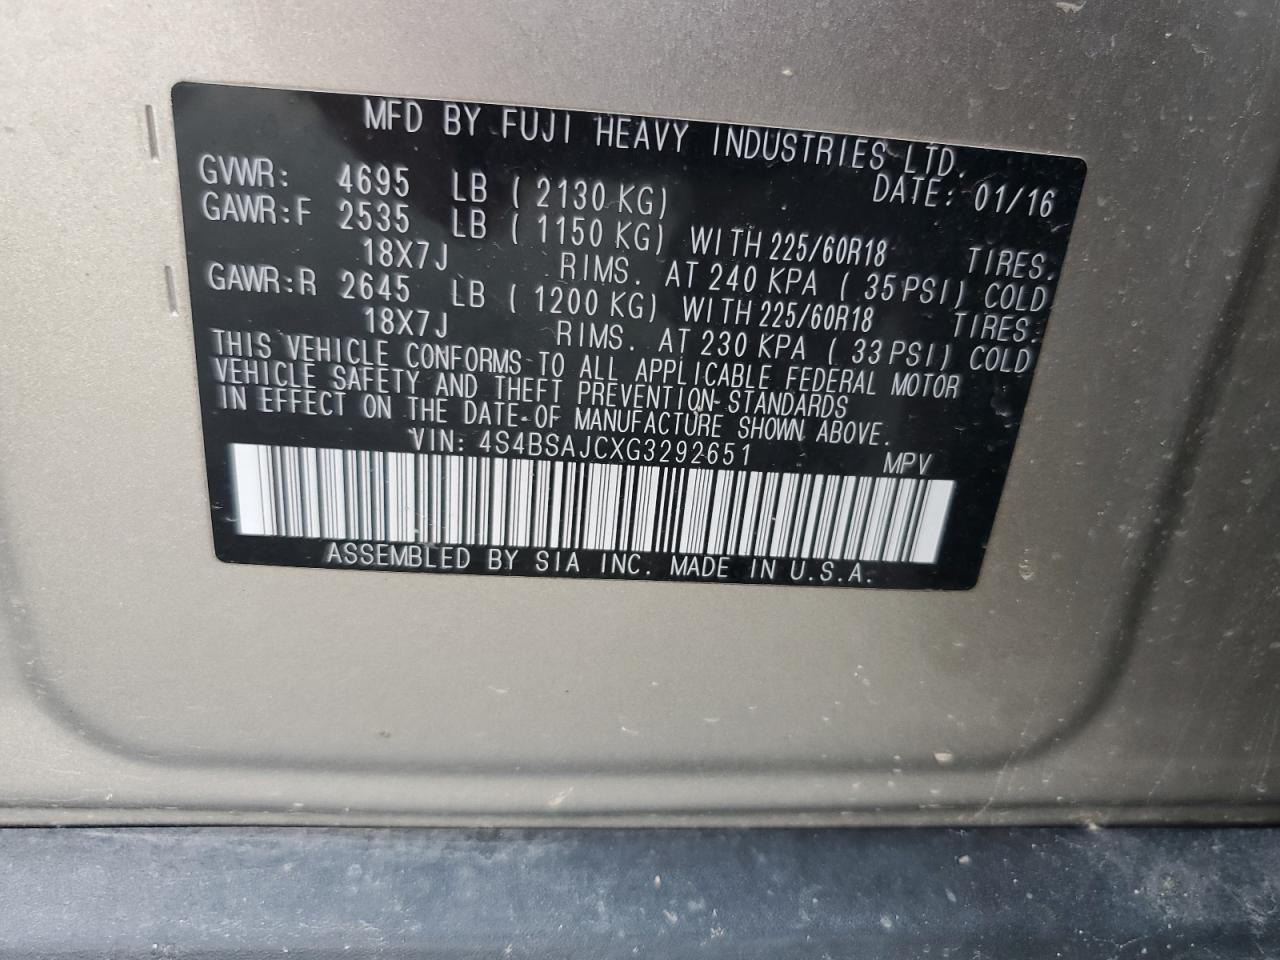 MFD BY FUJI HEAVY INDUSTRIES LTD.
DATE: 01/16
GVWR: 4695 LB ( 2130 KG)
GAWR:F 2535 LB ( 1150 KG) WITH 225/60R18 TIRES.
18X7J RIMS. AT 240 KPA ( 35 PSI) COLD
GAWR:R 2645 LB ( 1200 KG) WITH 225/60R18 TIRES.
18X7J RIMS. AT 230 KPA ( 33 PSI) COLD
THIS VEHICLE CONFORMS TO ALL APPLICABLE FEDERAL MOTOR
VEHICLE SAFETY AND THEFT PREVENTION STANDARDS
IN EFFECT ON THE DATE OF MANUFACTURE SHOWN ABOVE.
VIN: 4S4BSAJCXG3292651 MPV
ASSEMBLED BY SIA INC. MADE IN U.S.A.